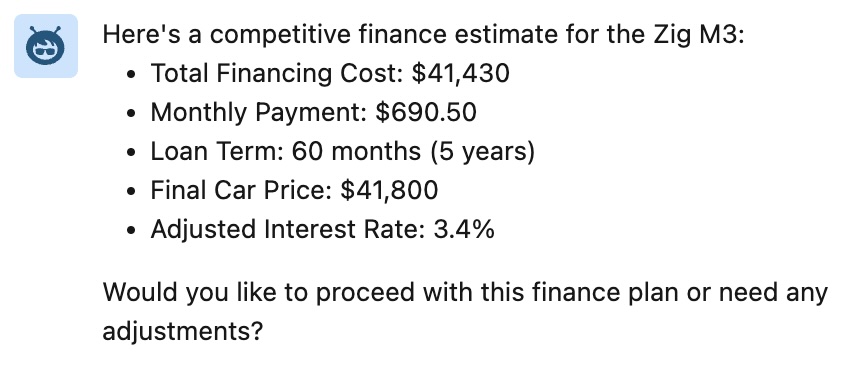 Here's a competitive finance estimate for the Zig M3:
• Total Financing Cost: $41,430
• Monthly Payment: $690.50
• Loan Term: 60 months (5 years)
• Final Car Price: $41,800
• Adjusted Interest Rate: 3.4%
Would you like to proceed with this finance plan or need any
adjustments?